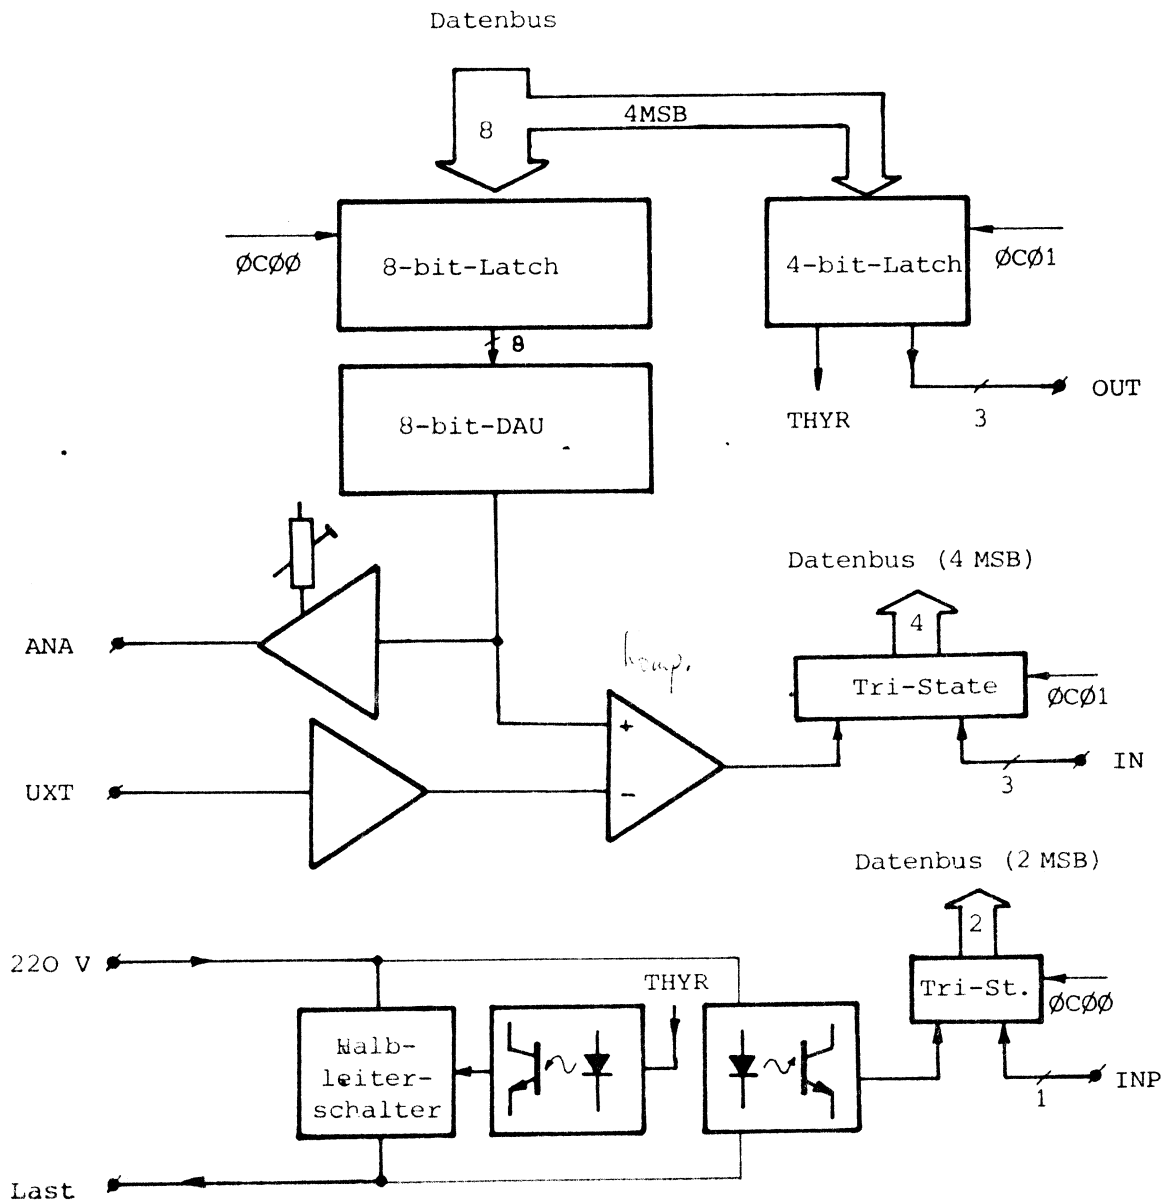 Datenbus
4MSB
8
ØCØØ
8-bit-Latch
4-bit-Latch
ØCØ1
8
8-bit-DAU
THYR
3
OUT
Datenbus (4 MSB)
4
ANA
komp.
Tri-State
ØCØ1
+
-
UXT
3
IN
Datenbus (2 MSB)
2
220 V
THYR
Tri-St.
ØCØØ
Halb-
leiter-
schalter
1
INP
Last